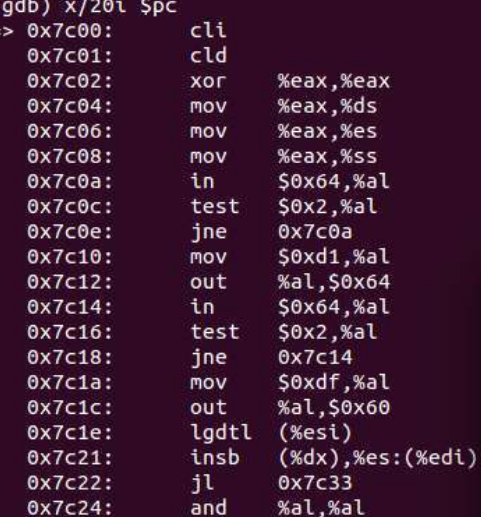 gdb) x/20i $pc
=> 0x7c00: cli
0x7c01: cld
0x7c02: xor %eax,%eax
0x7c04: mov %eax,%ds
0x7c06: mov %eax,%es
0x7c08: mov %eax,%ss
0x7c0a: in $0x64,%al
0x7c0c: test $0x2,%al
0x7c0e: jne 0x7c0a
0x7c10: mov $0xd1,%al
0x7c12: out %al,$0x64
0x7c14: in $0x64,%al
0x7c16: test $0x2,%al
0x7c18: jne 0x7c14
0x7c1a: mov $0xdf,%al
0x7c1c: out %al,$0x60
0x7c1e: lgdtl (%esi)
0x7c21: insb (%dx),%es:(%edi)
0x7c22: jl 0x7c33
0x7c24: and %al,%al